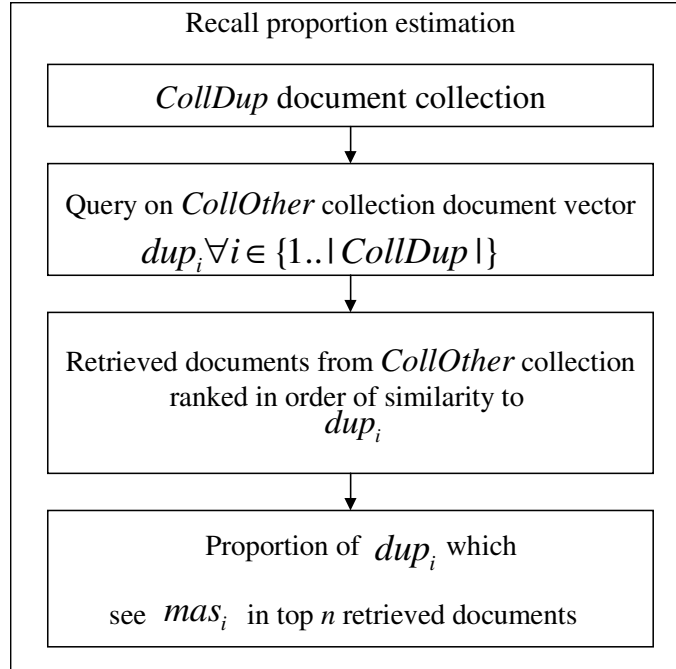 Recall proportion estimation
CollDup document collection
Query on CollOther collection document vector
dup_i ∀i ∈ {1..| CollDup |}
Retrieved documents from CollOther collection
ranked in order of similarity to
dup_i
Proportion of dup_i which
see mas_i in top n retrieved documents